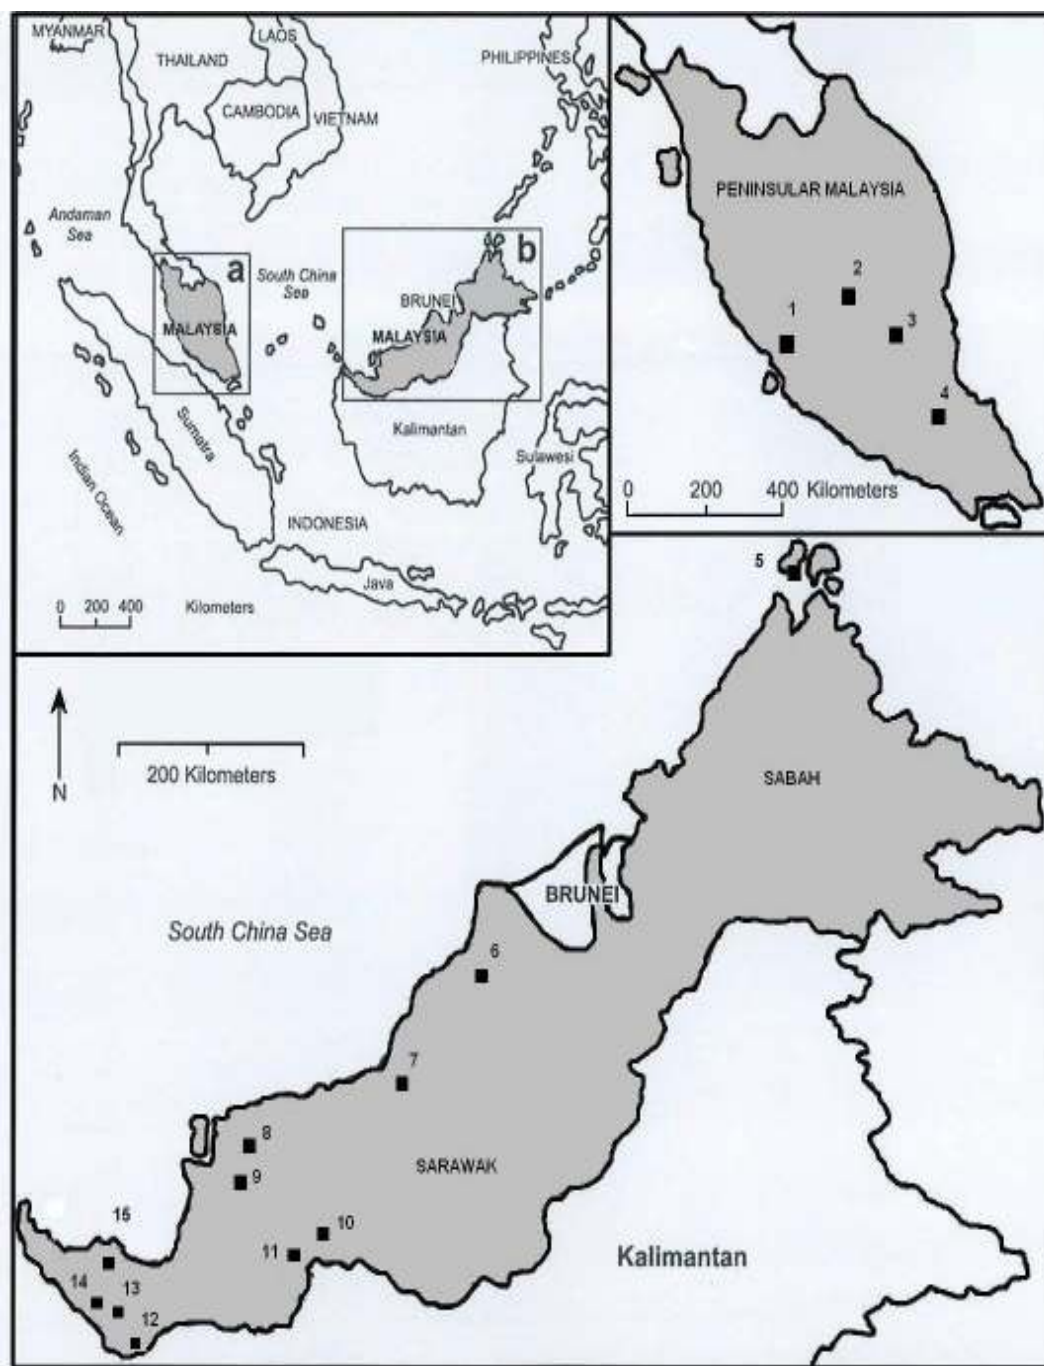 MYANMAR
LAOS
THAILAND
PHILIPPINES
CAMBODIA
VIETNAM
Andaman
Sea
a
South China
Sea
b
BRUNEI
MALAYSIA
MALAYSIA
Sumatra
Kalimantan
Sulawesi
Indian Ocean
INDONESIA
Java
0 200 400 Kilometers
PENINSULAR MALAYSIA
2
1
3
4
0 200 400 Kilometers
5
N
200 Kilometers
SABAH
BRUNEI
South China Sea
6
7
8
9
SARAWAK
10
11
15
14
13
12
Kalimantan